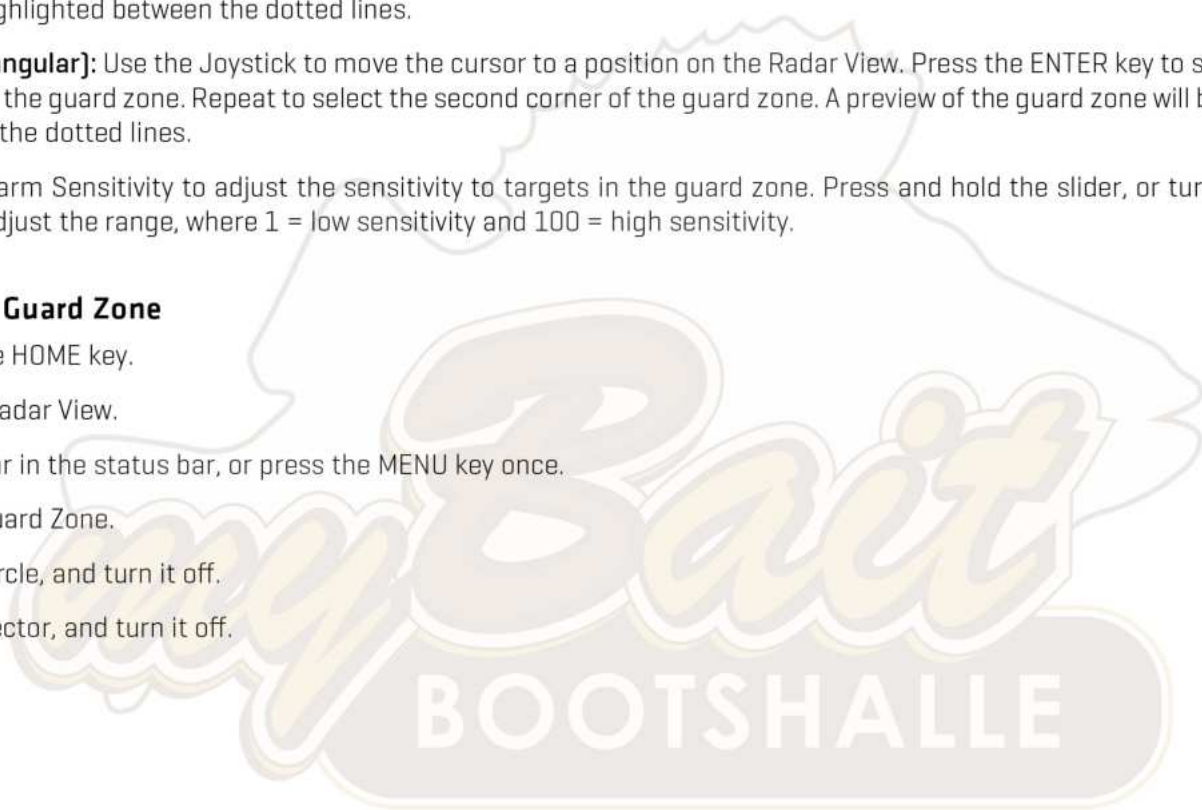 ghlighted between the dotted lines.
angular): Use the Joystick to move the cursor to a position on the Radar View. Press the ENTER key to s
the guard zone. Repeat to select the second corner of the guard zone. A preview of the guard zone will b
the dotted lines.
arm Sensitivity to adjust the sensitivity to targets in the guard zone. Press and hold the slider, or tur
djust the range, where 1 = low sensitivity and 100 = high sensitivity.
Guard Zone
e HOME key.
adar View.
ar in the status bar, or press the MENU key once.
uard Zone.
rcle, and turn it off.
ector, and turn it off.
myBait
BOOTSHALLE